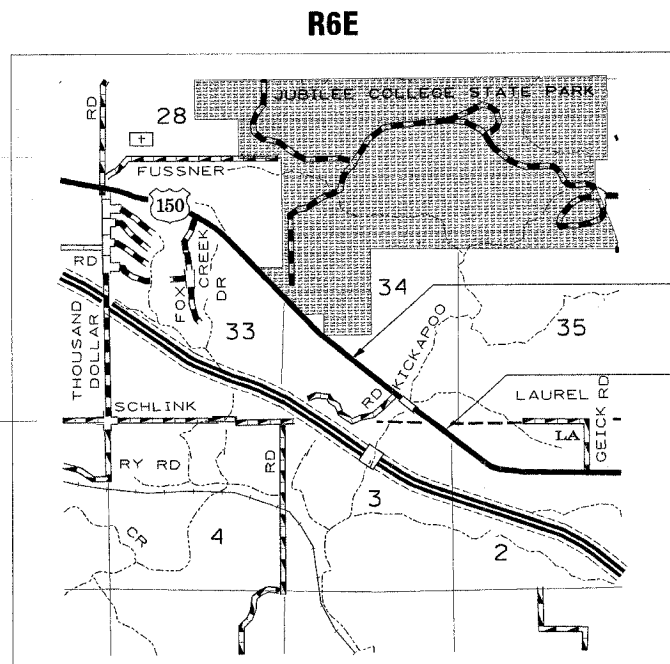 R6E
RD
28
JUBILEE COLLEGE STATE PARK
FUSSNER
150
RD
FOX CREEK DR
THOUSAND DOLLAR
33
34
35
KICKAPOO
RD
LAUREL
GEICK RD
LA
SCHLINK
RY RD
RD
3
4
2
CR